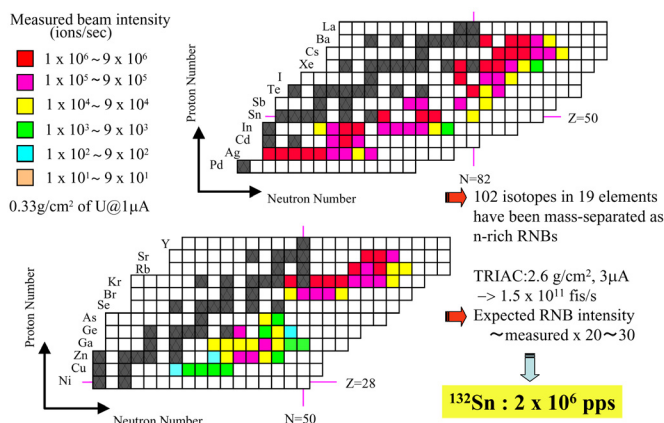 Measured beam intensity
(ions/sec)
1 x 10⁶ ~ 9 x 10⁶
1 x 10⁵ ~ 9 x 10⁵
1 x 10⁴ ~ 9 x 10⁴
1 x 10³ ~ 9 x 10³
1 x 10² ~ 9 x 10²
1 x 10¹ ~ 9 x 10¹
0.33g/cm² of U@1µA
Proton Number
La
Ba
Cs
Xe
I
Te
Sb
Sn
In
Cd
Ag
Pd
Z=50
N=82
Neutron Number
102 isotopes in 19 elements
have been mass-separated as
n-rich RNBs
Proton Number
Y
Sr
Rb
Kr
Br
Se
As
Ge
Ga
Zn
Cu
Ni
Z=28
N=50
Neutron Number
TRIAC:2.6 g/cm², 3µA
–> 1.5 x 10¹¹ fis/s
Expected RNB intensity
~measured x 20~30
¹³²Sn : 2 x 10⁶ pps